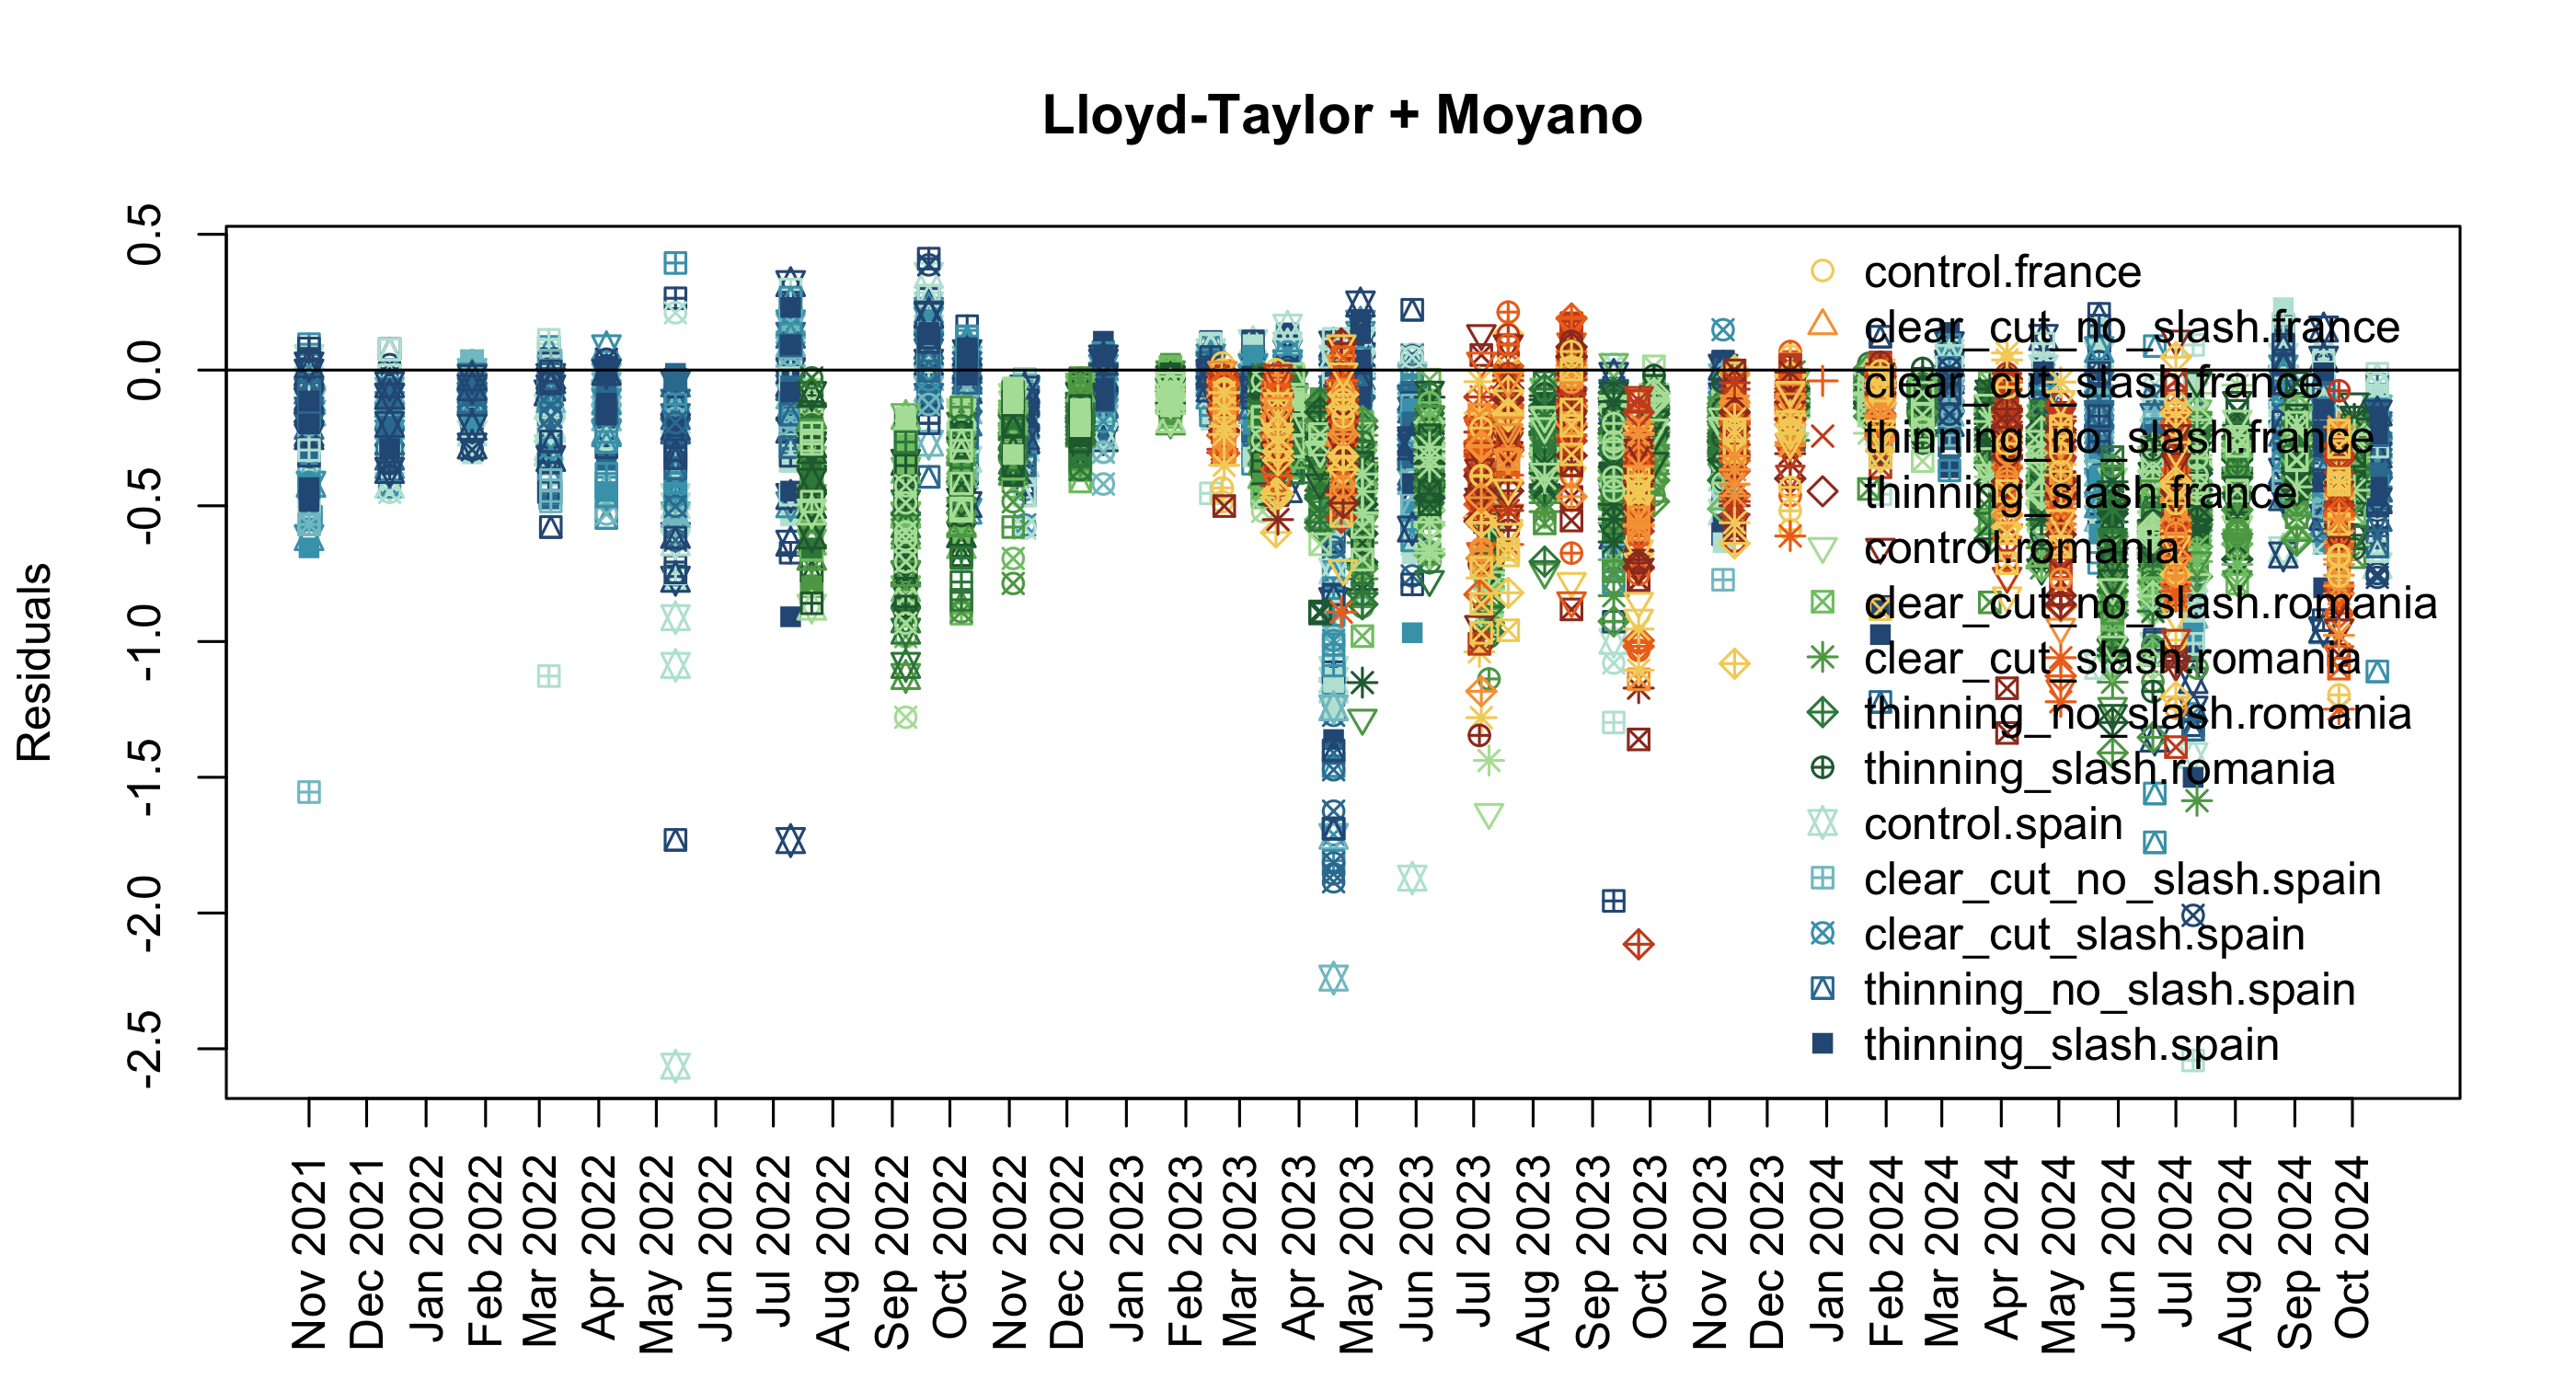 Lloyd-Taylor + Moyano
Residuals
0.5
0.0
-0.5
-1.0
-1.5
-2.0
-2.5
control.france
clear_cut_no_slash.france
clear_cut_slash.france
thinning_no_slash.france
thinning_slash.france
control.romania
clear_cut_no_slash.romania
clear_cut_slash.romania
thinning_no_slash.romania
thinning_slash.romania
control.spain
clear_cut_no_slash.spain
clear_cut_slash.spain
thinning_no_slash.spain
thinning_slash.spain
Nov 2021
Dec 2021
Jan 2022
Feb 2022
Mar 2022
Apr 2022
May 2022
Jun 2022
Jul 2022
Aug 2022
Sep 2022
Oct 2022
Nov 2022
Dec 2022
Jan 2023
Feb 2023
Mar 2023
Apr 2023
May 2023
Jun 2023
Jul 2023
Aug 2023
Sep 2023
Oct 2023
Nov 2023
Dec 2023
Jan 2024
Feb 2024
Mar 2024
Apr 2024
May 2024
Jun 2024
Jul 2024
Aug 2024
Sep 2024
Oct 2024